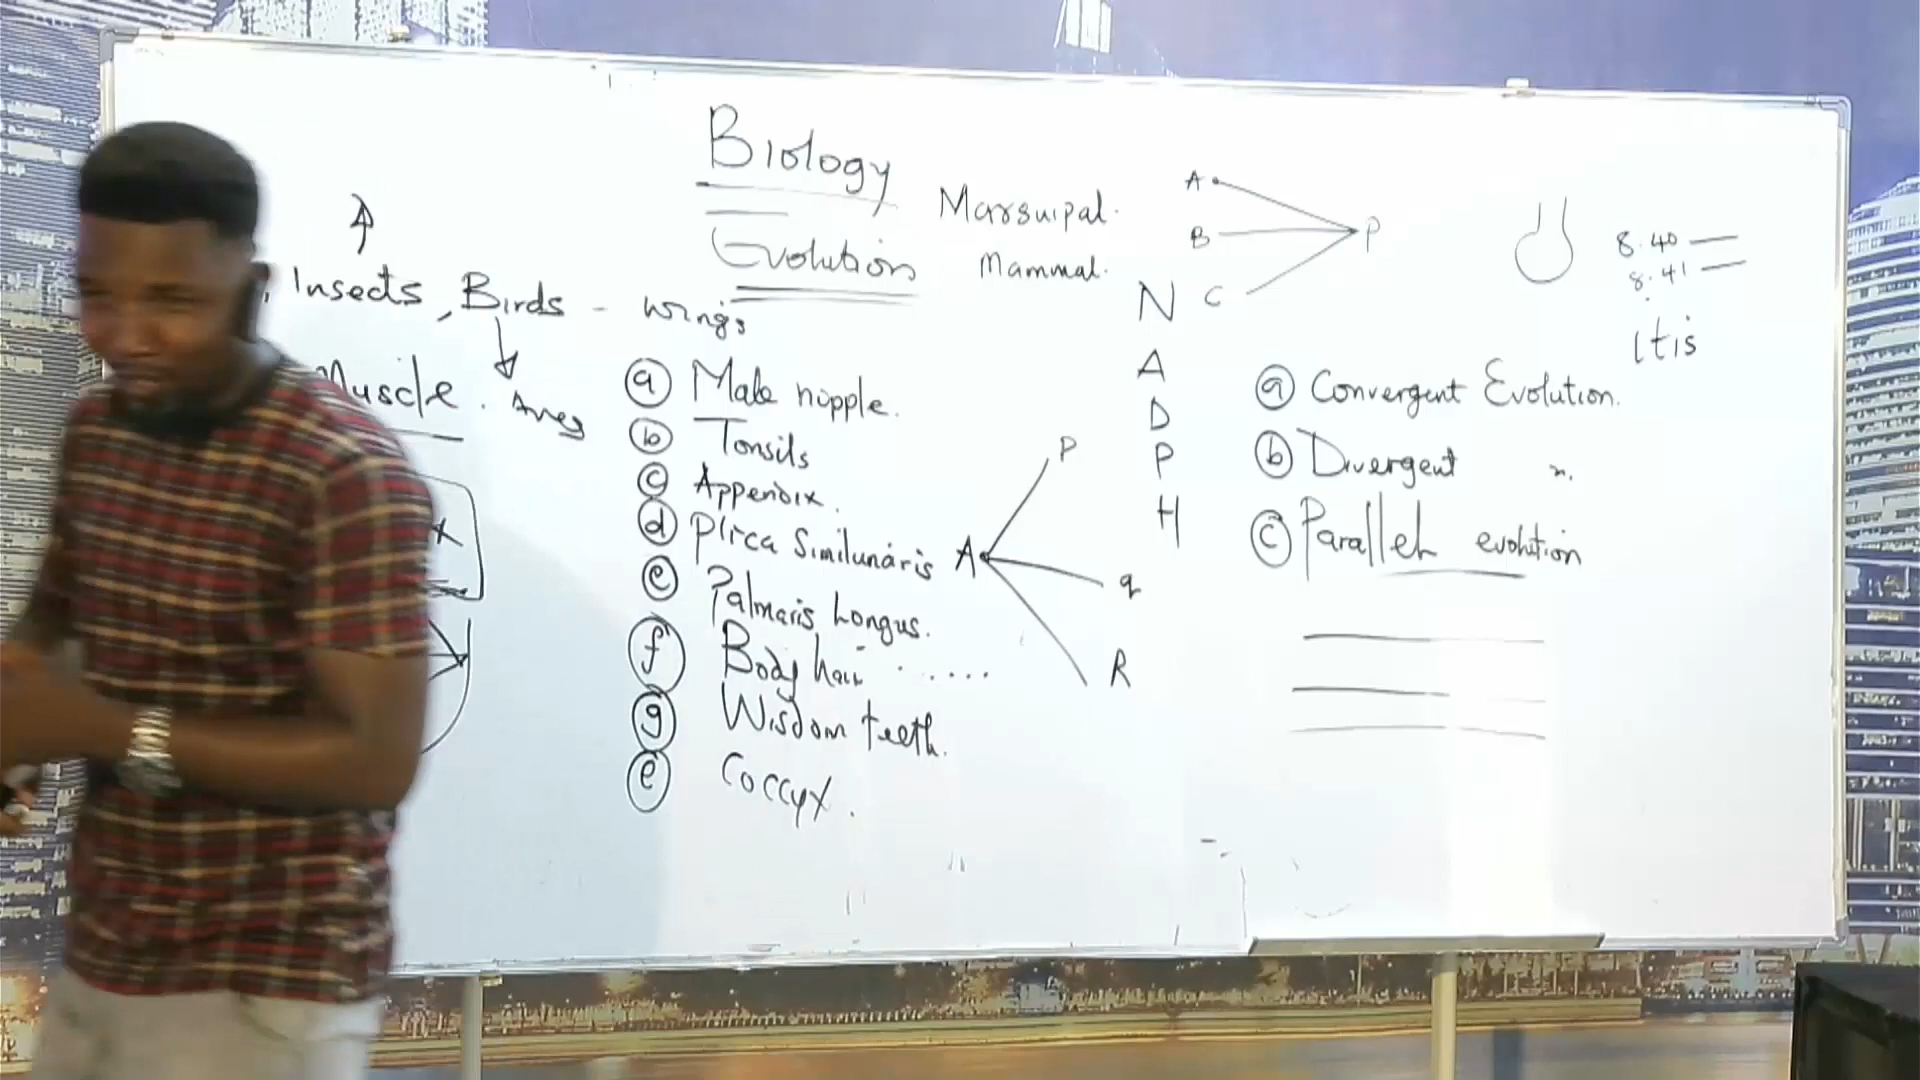 Biology
Evolution
Marsuipal.
Mammal.
Insects, Birds - wings
Muscle.
Aves
ⓐ Male nipple.
ⓑ Tonsils
ⓒ Appendix.
ⓓ Plica Similunaris
ⓔ Palmaris Longus.
ⓕ Body hair ......
ⓖ Wisdom teeth.
ⓔ Coccyx.
A
P
q
R
A
B
C
P
N
A
D
P
H
8.40
8.41
Itis
ⓐ Convergent Evolution.
ⓑ Divergent ".
ⓒ Parallel evolution